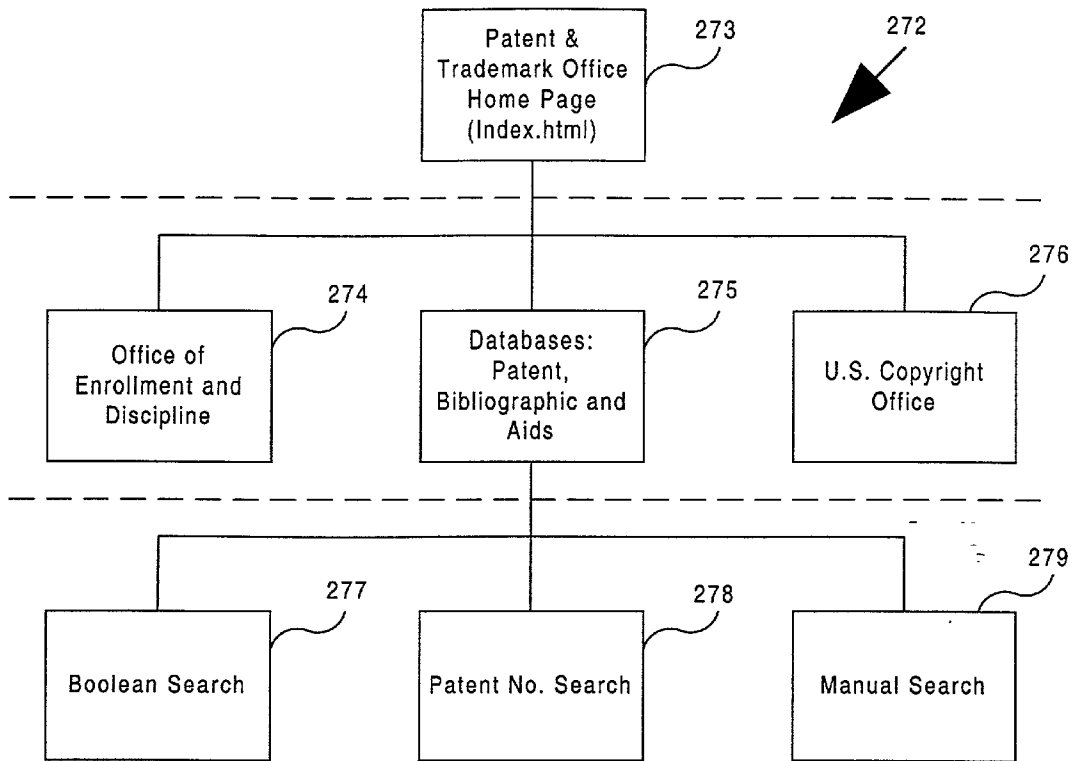 Patent &
Trademark Office
Home Page
(Index.html)
273
272
Office of
Enrollment and
Discipline
274
Databases:
Patent,
Bibliographic and
Aids
275
U.S. Copyright
Office
276
Boolean Search
277
Patent No. Search
278
Manual Search
279